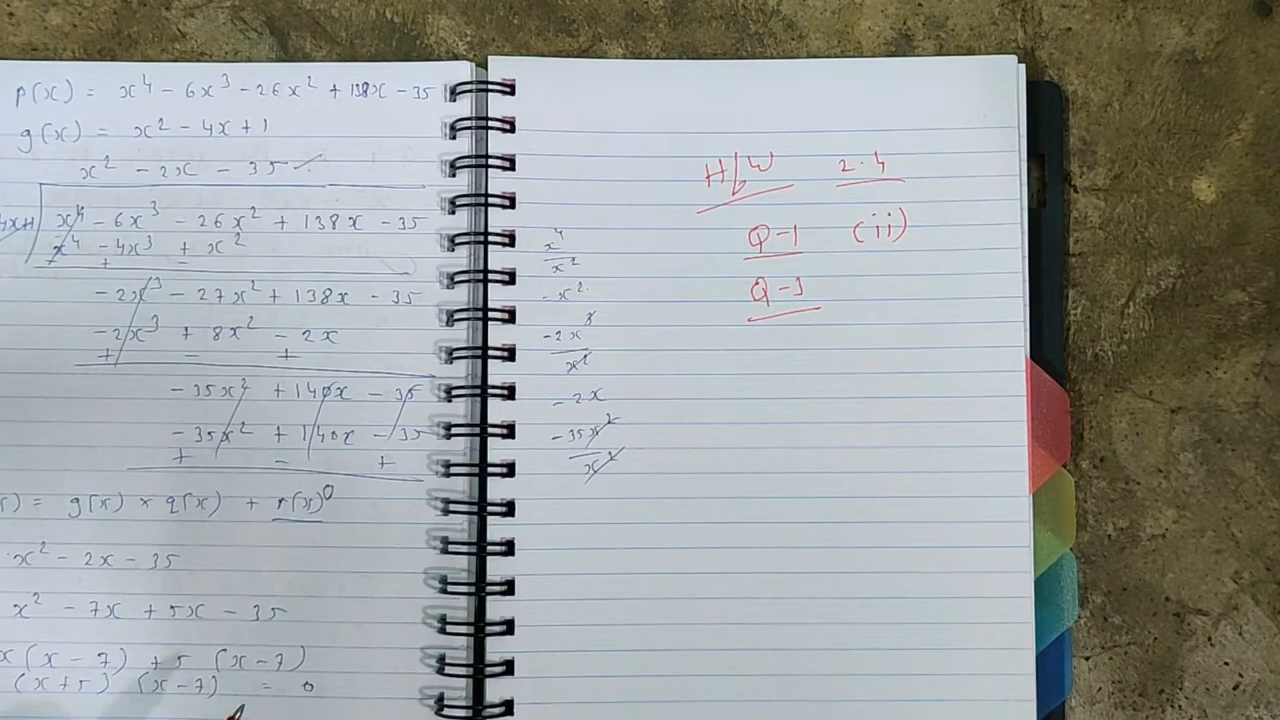 p(x) = x⁴ - 6x³ - 26x² + 138x - 35
g(x) = x² - 4x + 1
x² - 2x - 35
4x+1 x⁴ - 6x³ - 26x² + 138x - 35
x⁴ - 4x³ + x²
- + -
-2x³ - 27x² + 138x - 35
-2x³ + 8x² - 2x
+ - +
-35x² + 140x - 35
-35x² + 140x - 35
+ - +
x) = g(x) × q(x) + r(x)⁰
x² - 2x - 35
x² - 7x + 5x - 35
x(x-7) + 5(x-7)
(x+5) (x-7) = 0
x⁴
x²
-x²
-2x³
x²
-2x
-35x²
x²
H/W 2.4
Q-1 (ii)
Q-3